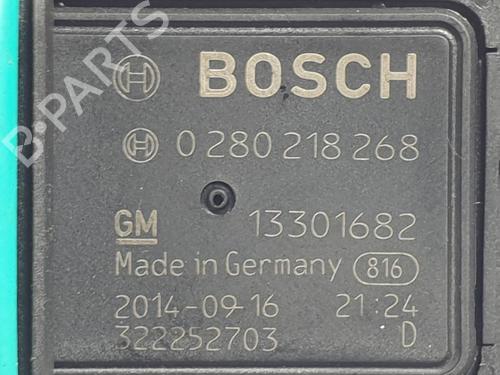 BOSCH
0 280 218 268
GM 13301682
Made in Germany 816
2014-09-16 21:24
322252703 D
B-PARTS